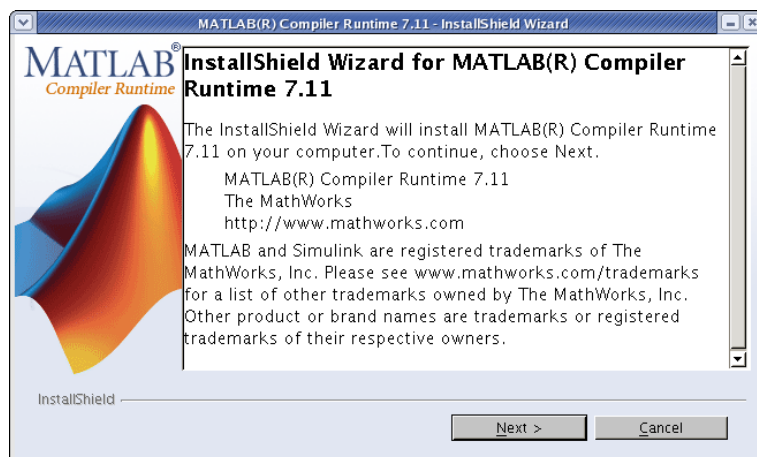 MATLAB(R) Compiler Runtime 7.11 - InstallShield Wizard
MATLAB®
Compiler Runtime
InstallShield Wizard for MATLAB(R) Compiler
Runtime 7.11
The InstallShield Wizard will install MATLAB(R) Compiler Runtime
7.11 on your computer.To continue, choose Next.
MATLAB(R) Compiler Runtime 7.11
The MathWorks
http://www.mathworks.com
MATLAB and Simulink are registered trademarks of The
MathWorks, Inc. Please see www.mathworks.com/trademarks
for a list of other trademarks owned by The MathWorks, Inc.
Other product or brand names are trademarks or registered
trademarks of their respective owners.
InstallShield
Next >
Cancel